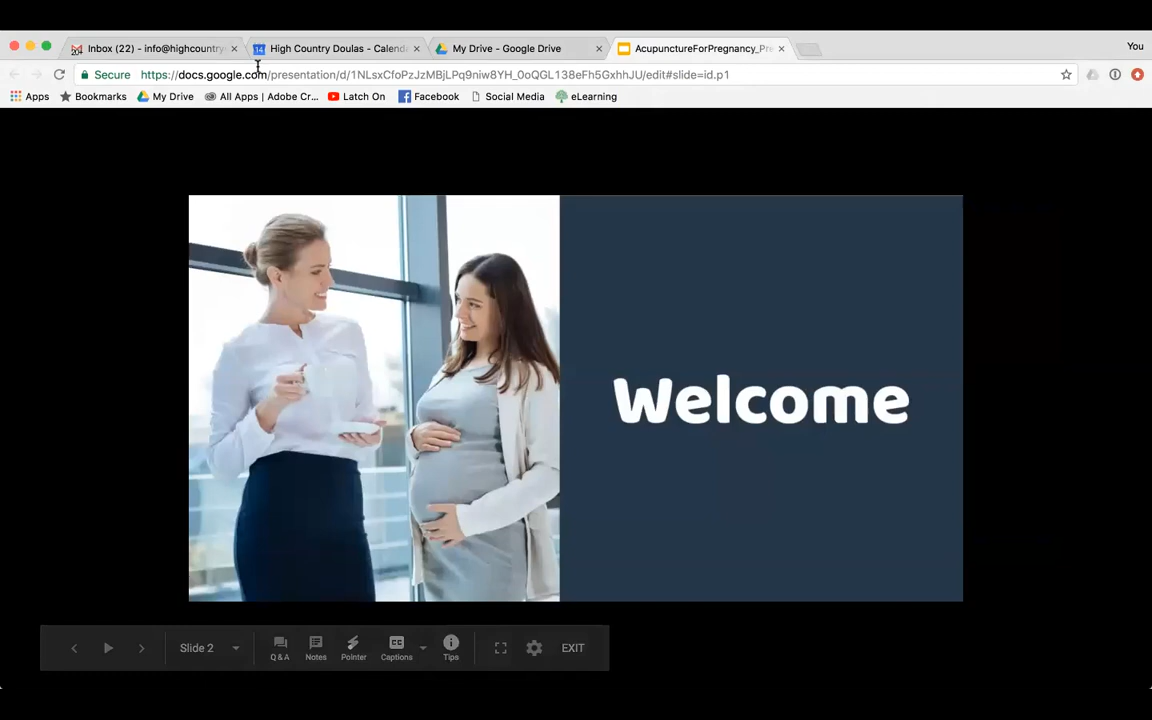 Inbox (22) - info@highcountry
High Country Doulas - Calenda
My Drive - Google Drive
AcupunctureForPregnancy_Pre
You
Secure https://docs.google.com/presentation/d/1NLsxCfoPzJzMBjLPq9niw8YH_0oQGL138eFh5GxhhJU/edit#slide=id.p1
Apps Bookmarks My Drive All Apps | Adobe Cr... Latch On Facebook Social Media eLearning
Welcome
Slide 2
Q & A
Notes
Pointer
Captions
Tips
EXIT